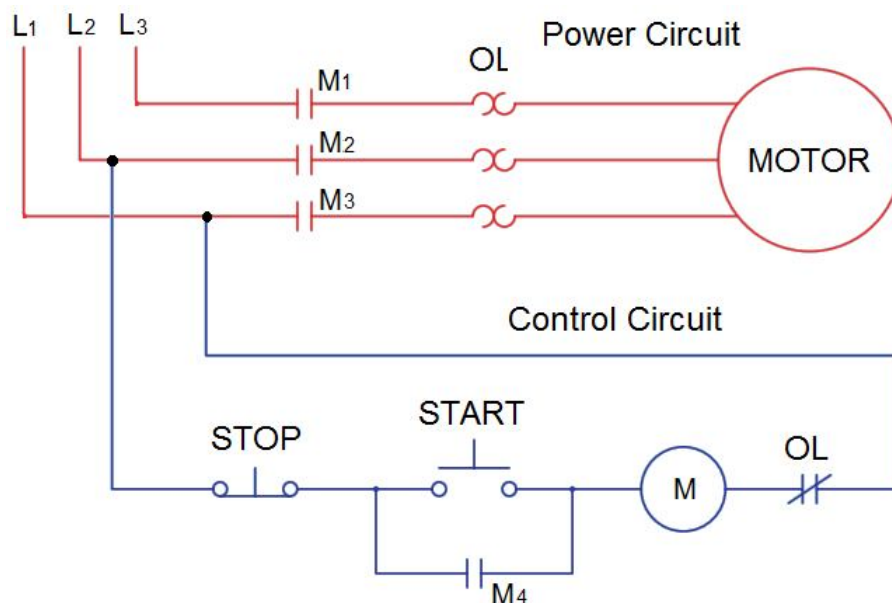 L1 L2 L3
Power Circuit
OL
M1
M2
MOTOR
M3
Control Circuit
START
STOP
OL
M
M4